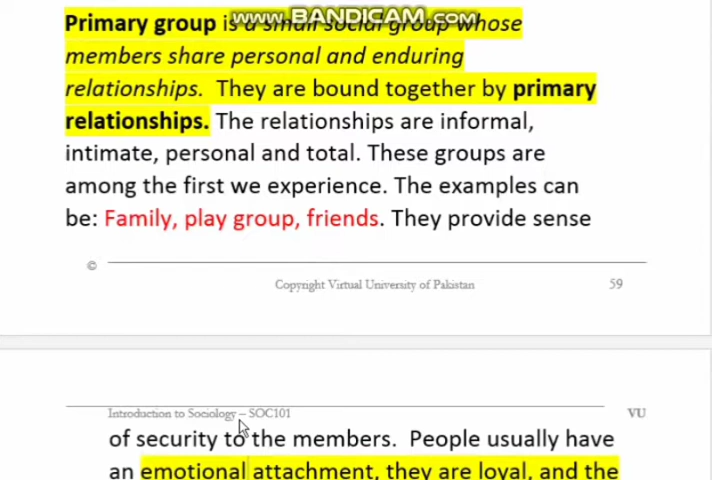 www.BANDICAM.com
Primary group is a small social group whose
members share personal and enduring
relationships. They are bound together by primary
relationships. The relationships are informal,
intimate, personal and total. These groups are
among the first we experience. The examples can
be: Family, play group, friends. They provide sense
©
Copyright Virtual University of Pakistan 59
Introduction to Sociology – SOC101 VU
of security to the members. People usually have
an emotional attachment, they are loyal, and the